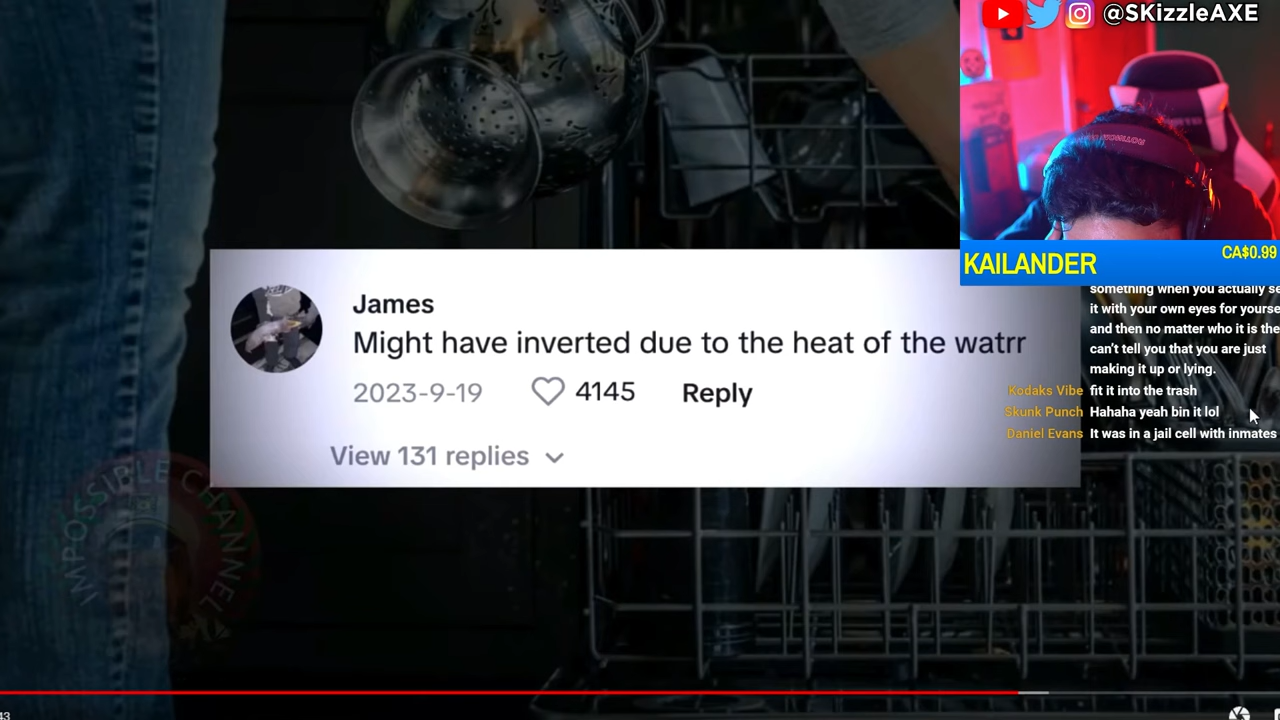 @SKizzleAXE
KAILANDER
CA$0.99
James
Might have inverted due to the heat of the watrr
2023-9-19
4145
Reply
View 131 replies
something when you actually se
it with your own eyes for yourse
and then no matter who it is the
can't tell you that you are just
making it up or lying.
Kodaks Vibe fit it into the trash
Skunk Punch Hahaha yeah bin it lol
Daniel Evans It was in a jail cell with inmates
IMPOSSIBLE CHANNEL
43